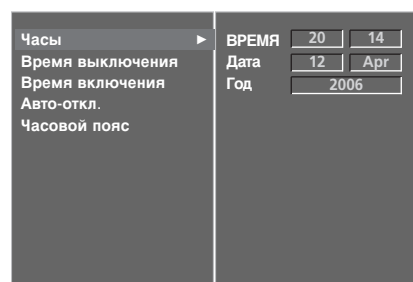 Часы ►
Время выключения
Время включения
Авто-откл.
Часовой пояс
ВРЕМЯ 20 14
Дата 12 Apr
Год 2006